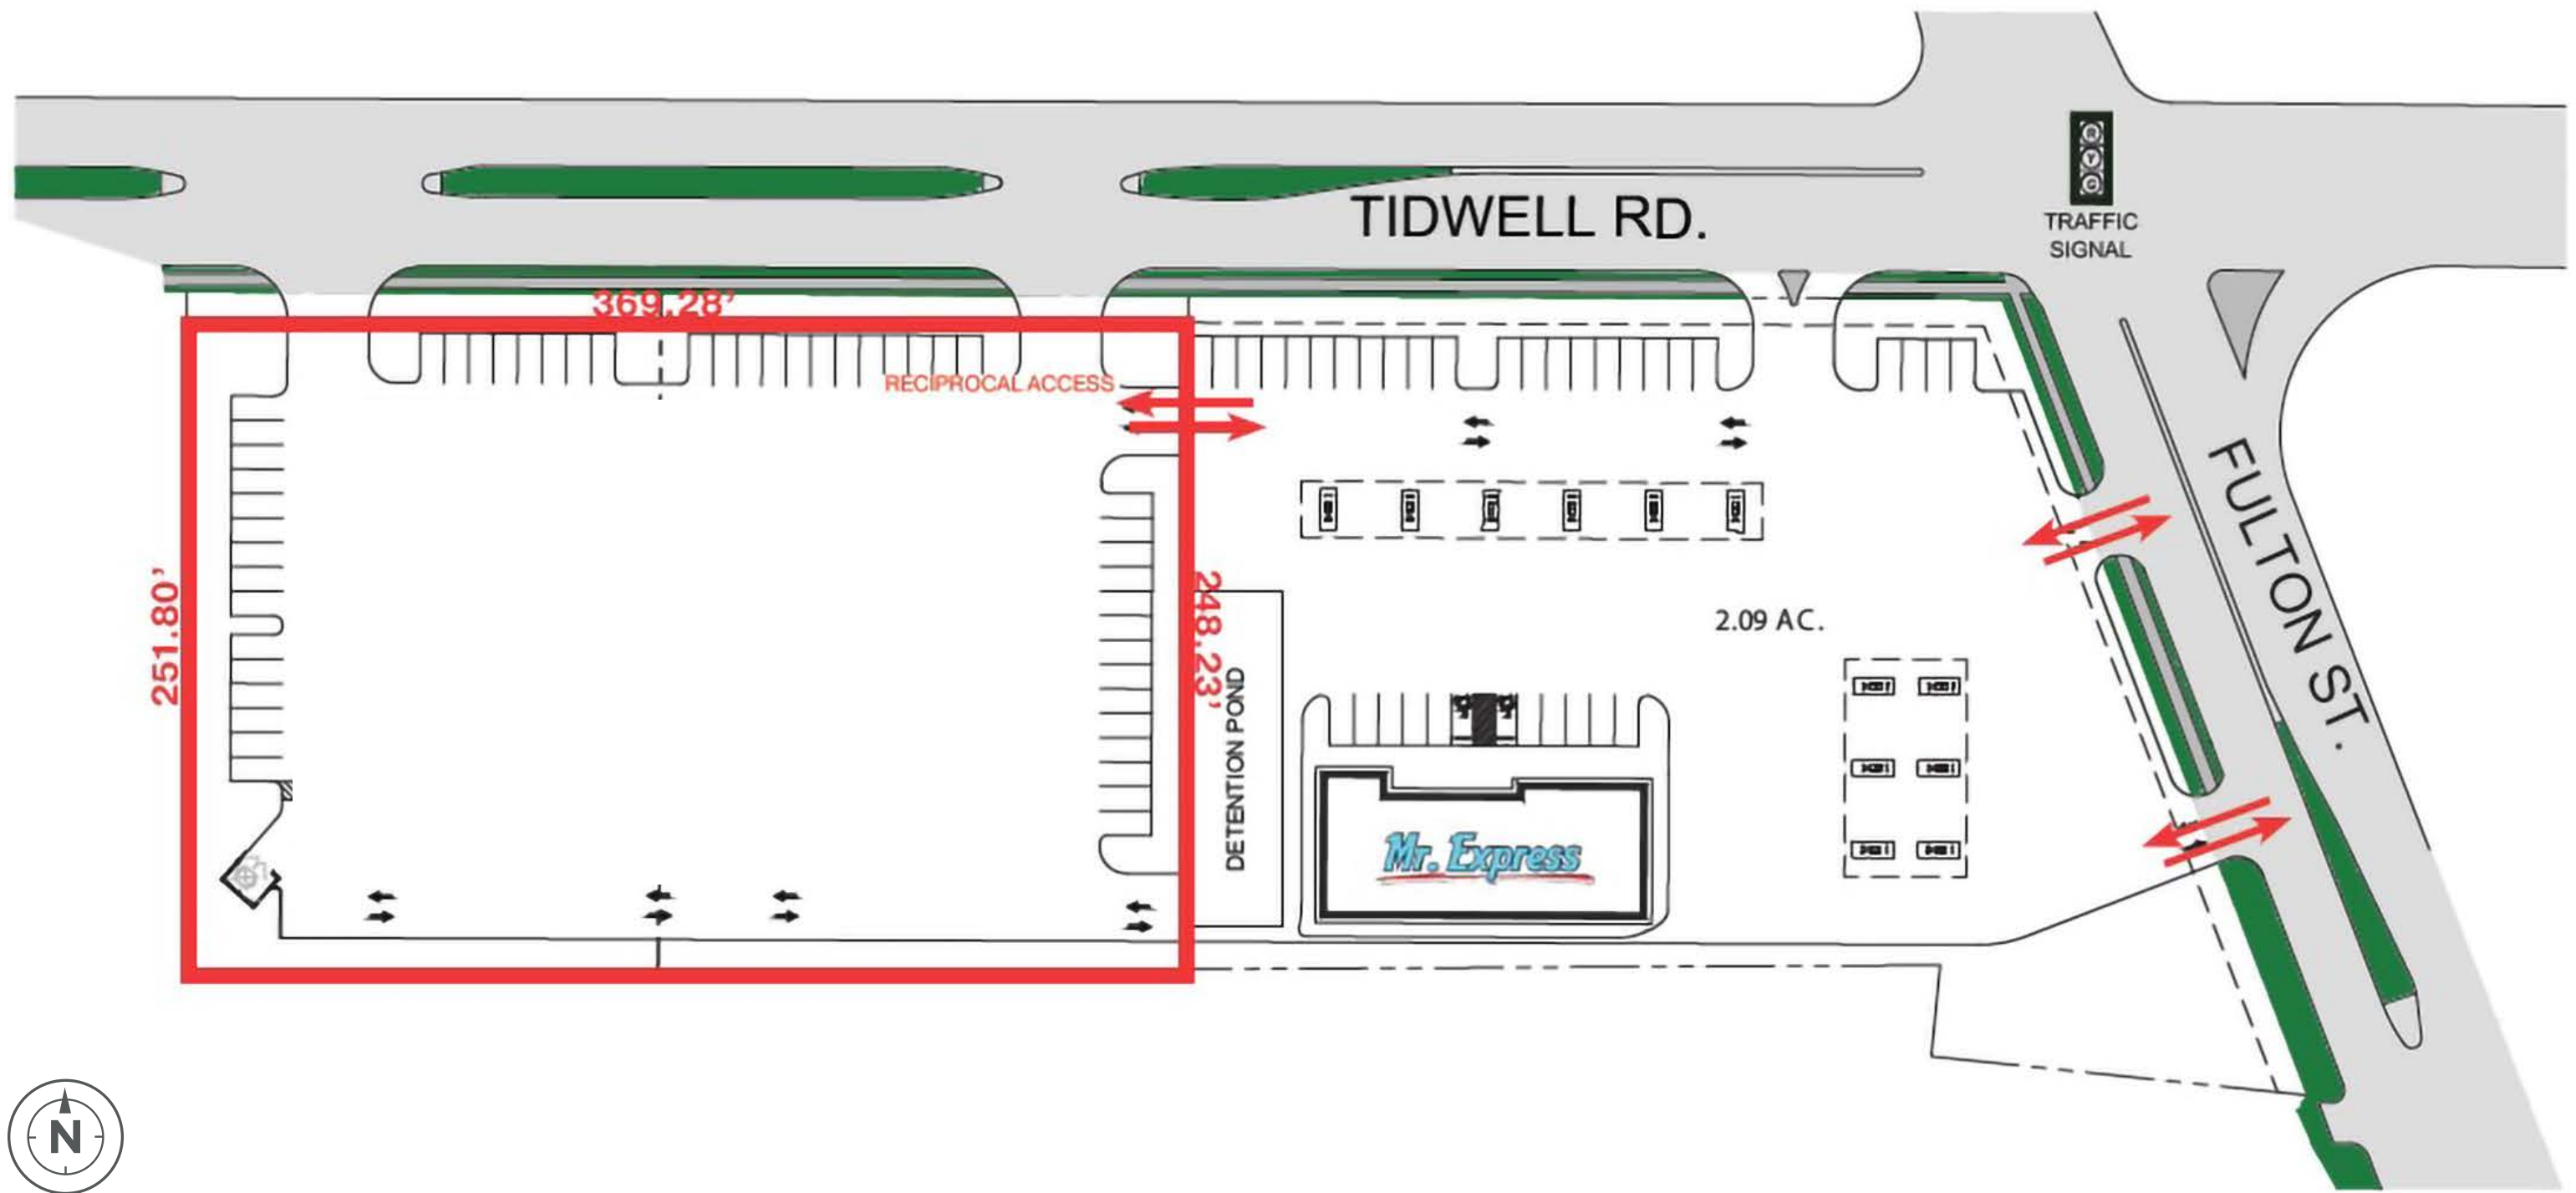 R
Y
G
TRAFFIC
SIGNAL
TIDWELL RD.
369.28’
RECIPROCAL ACCESS
251.80’
248.23’
DETENTION POND
2.09 AC.
FULTON ST.
Mr. Express
N